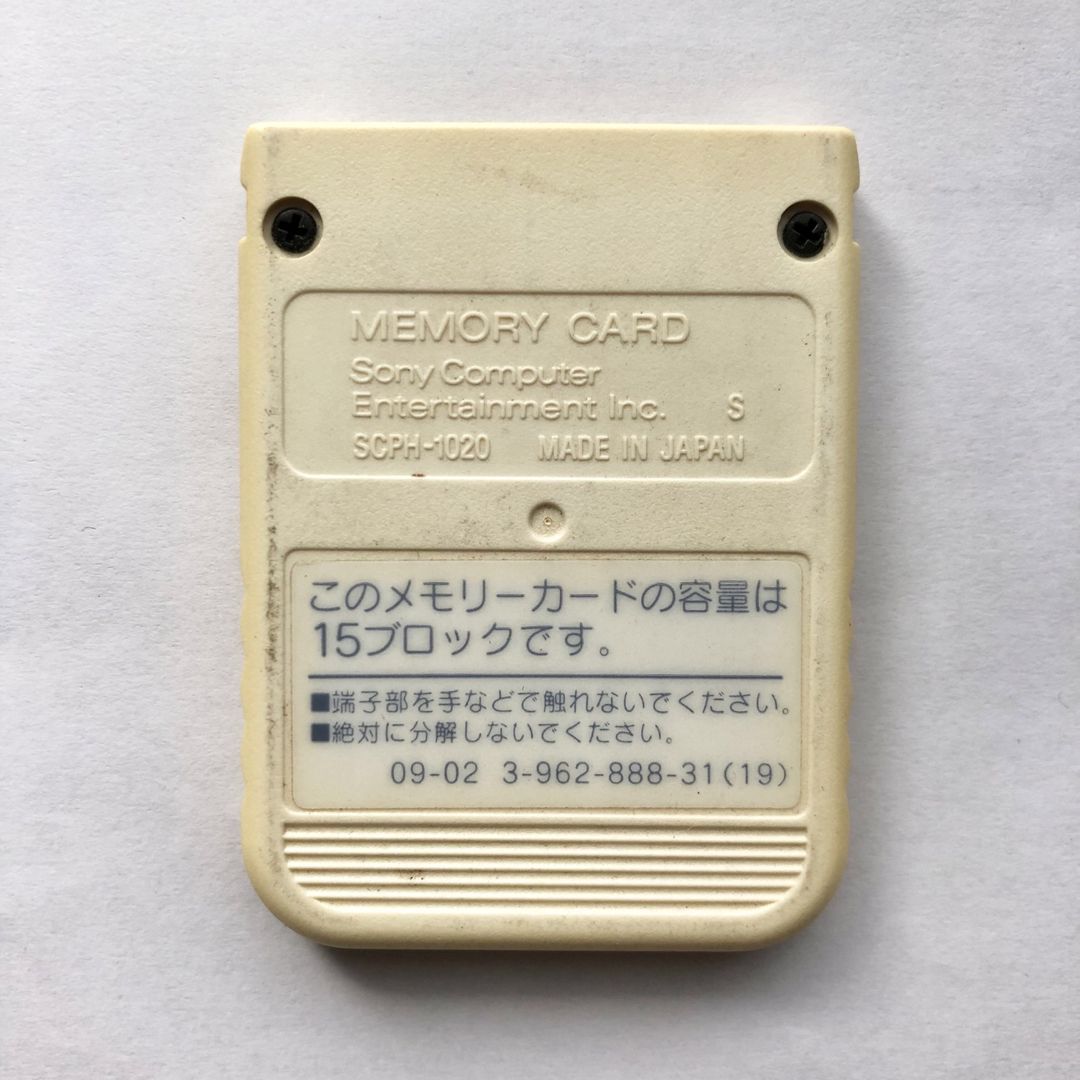 MEMORY CARD
Sony Computer
Entertainment Inc. S
SCPH-1020 MADE IN JAPAN
このメモリーカードの容量は
15ブロックです。
■端子部を手などで触れないでください。
■絶対に分解しないでください。
09-02 3-962-888-31(19)